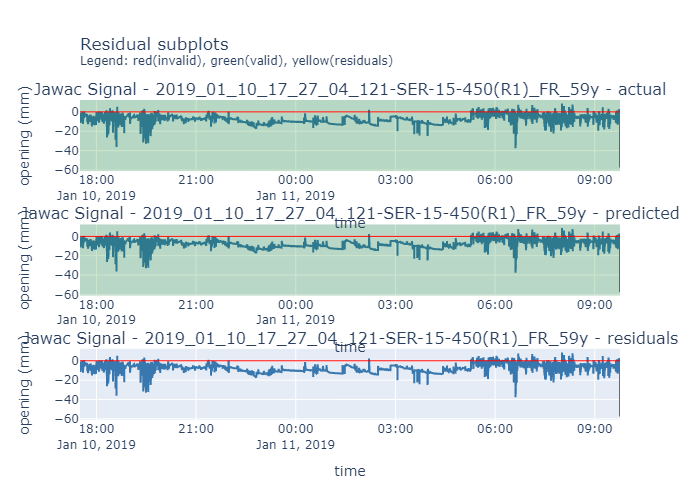 Residual subplots
Legend: red(invalid), green(valid), yellow(residuals)
Jawac Signal - 2019_01_10_17_27_04_121-SER-15-450(R1)_FR_59y - actual
opening (mm)
0
−20
−40
−60
18:00 21:00 00:00 03:00 06:00 09:00
Jan 10, 2019 Jan 11, 2019
time
Jawac Signal - 2019_01_10_17_27_04_121-SER-15-450(R1)_FR_59y - predicted
opening (mm)
0
−20
−40
−60
18:00 21:00 00:00 03:00 06:00 09:00
Jan 10, 2019 Jan 11, 2019
time
Jawac Signal - 2019_01_10_17_27_04_121-SER-15-450(R1)_FR_59y - residuals
opening (mm)
0
−20
−40
−60
18:00 21:00 00:00 03:00 06:00 09:00
Jan 10, 2019 Jan 11, 2019
time